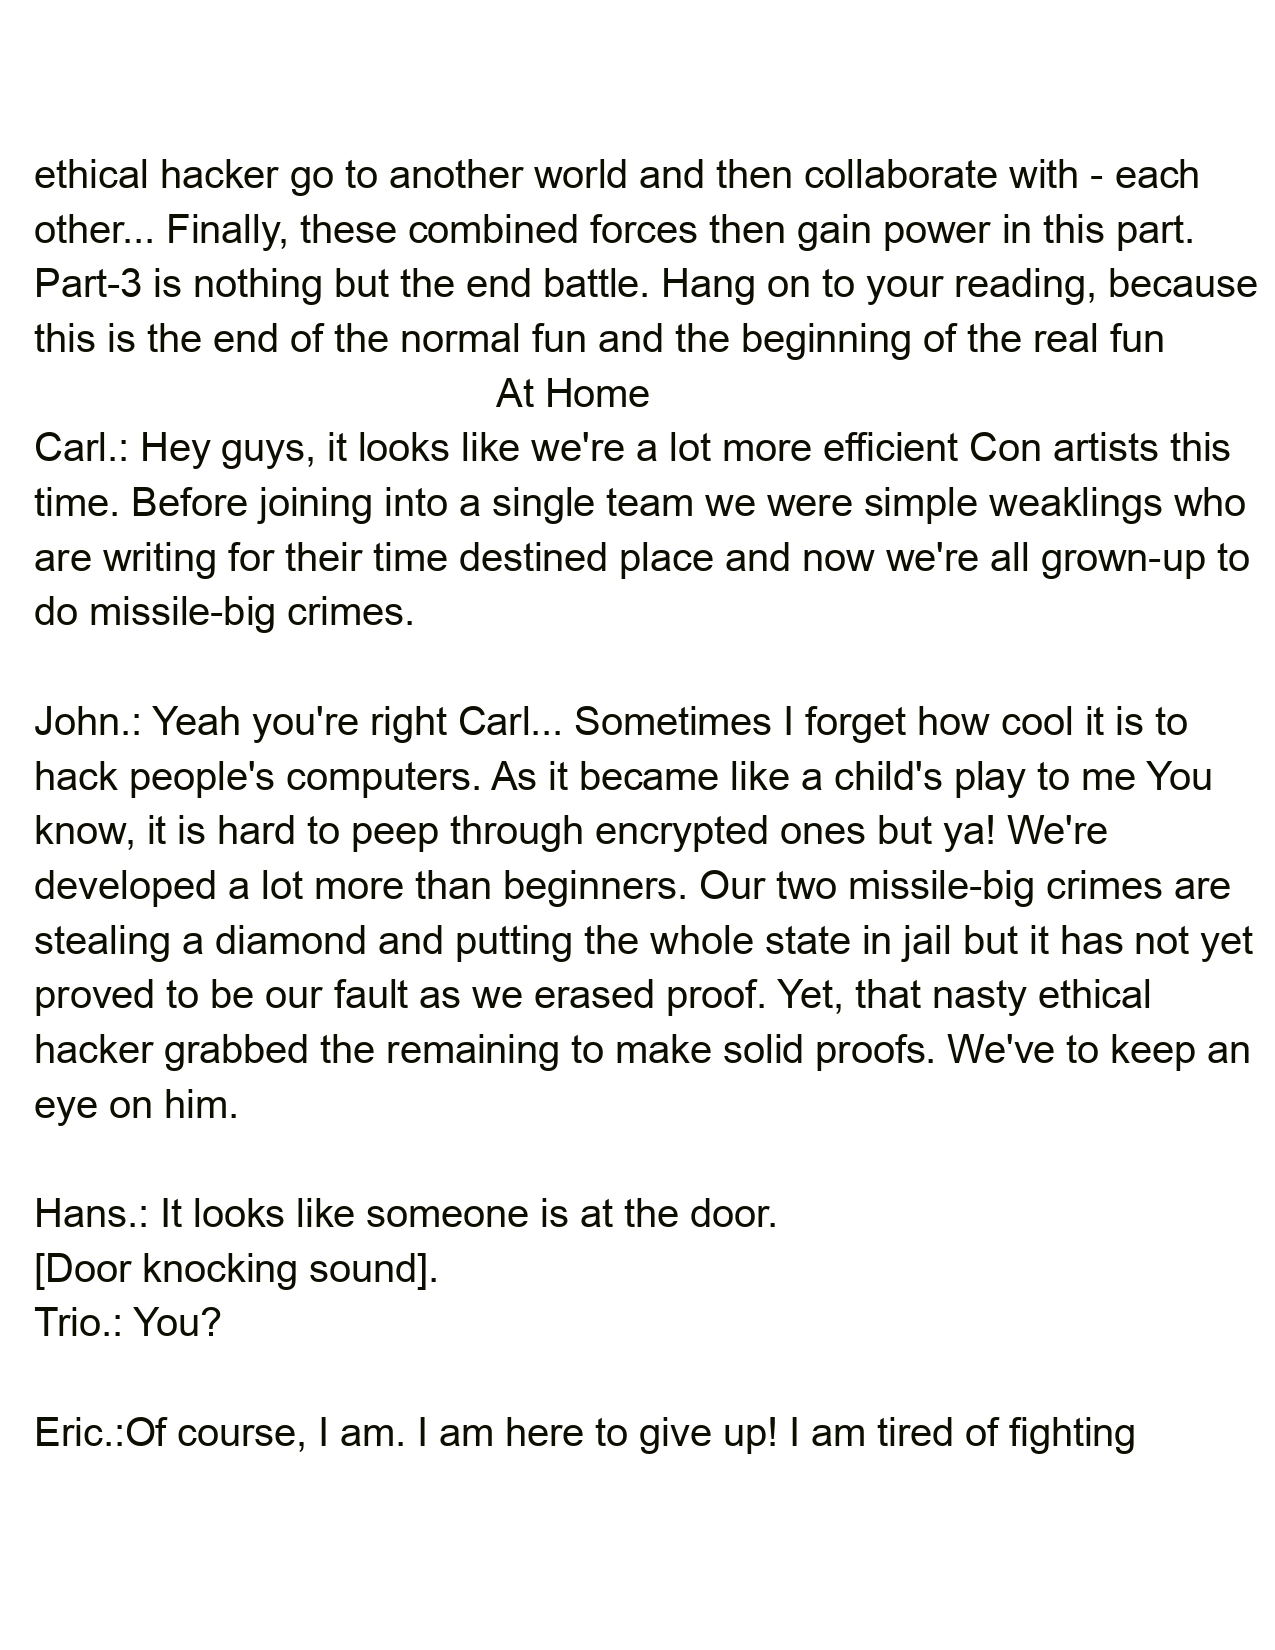 ethical hacker go to another world and then collaborate with - each
other... Finally, these combined forces then gain power in this part.
Part-3 is nothing but the end battle. Hang on to your reading, because
this is the end of the normal fun and the beginning of the real fun
At Home
Carl.: Hey guys, it looks like we're a lot more efficient Con artists this
time. Before joining into a single team we were simple weaklings who
are writing for their time destined place and now we're all grown-up to
do missile-big crimes.
John.: Yeah you're right Carl... Sometimes I forget how cool it is to
hack people's computers. As it became like a child's play to me You
know, it is hard to peep through encrypted ones but ya! We're
developed a lot more than beginners. Our two missile-big crimes are
stealing a diamond and putting the whole state in jail but it has not yet
proved to be our fault as we erased proof. Yet, that nasty ethical
hacker grabbed the remaining to make solid proofs. We've to keep an
eye on him.
Hans.: It looks like someone is at the door.
[Door knocking sound].
Trio.: You?
Eric.:Of course, I am. I am here to give up! I am tired of fighting